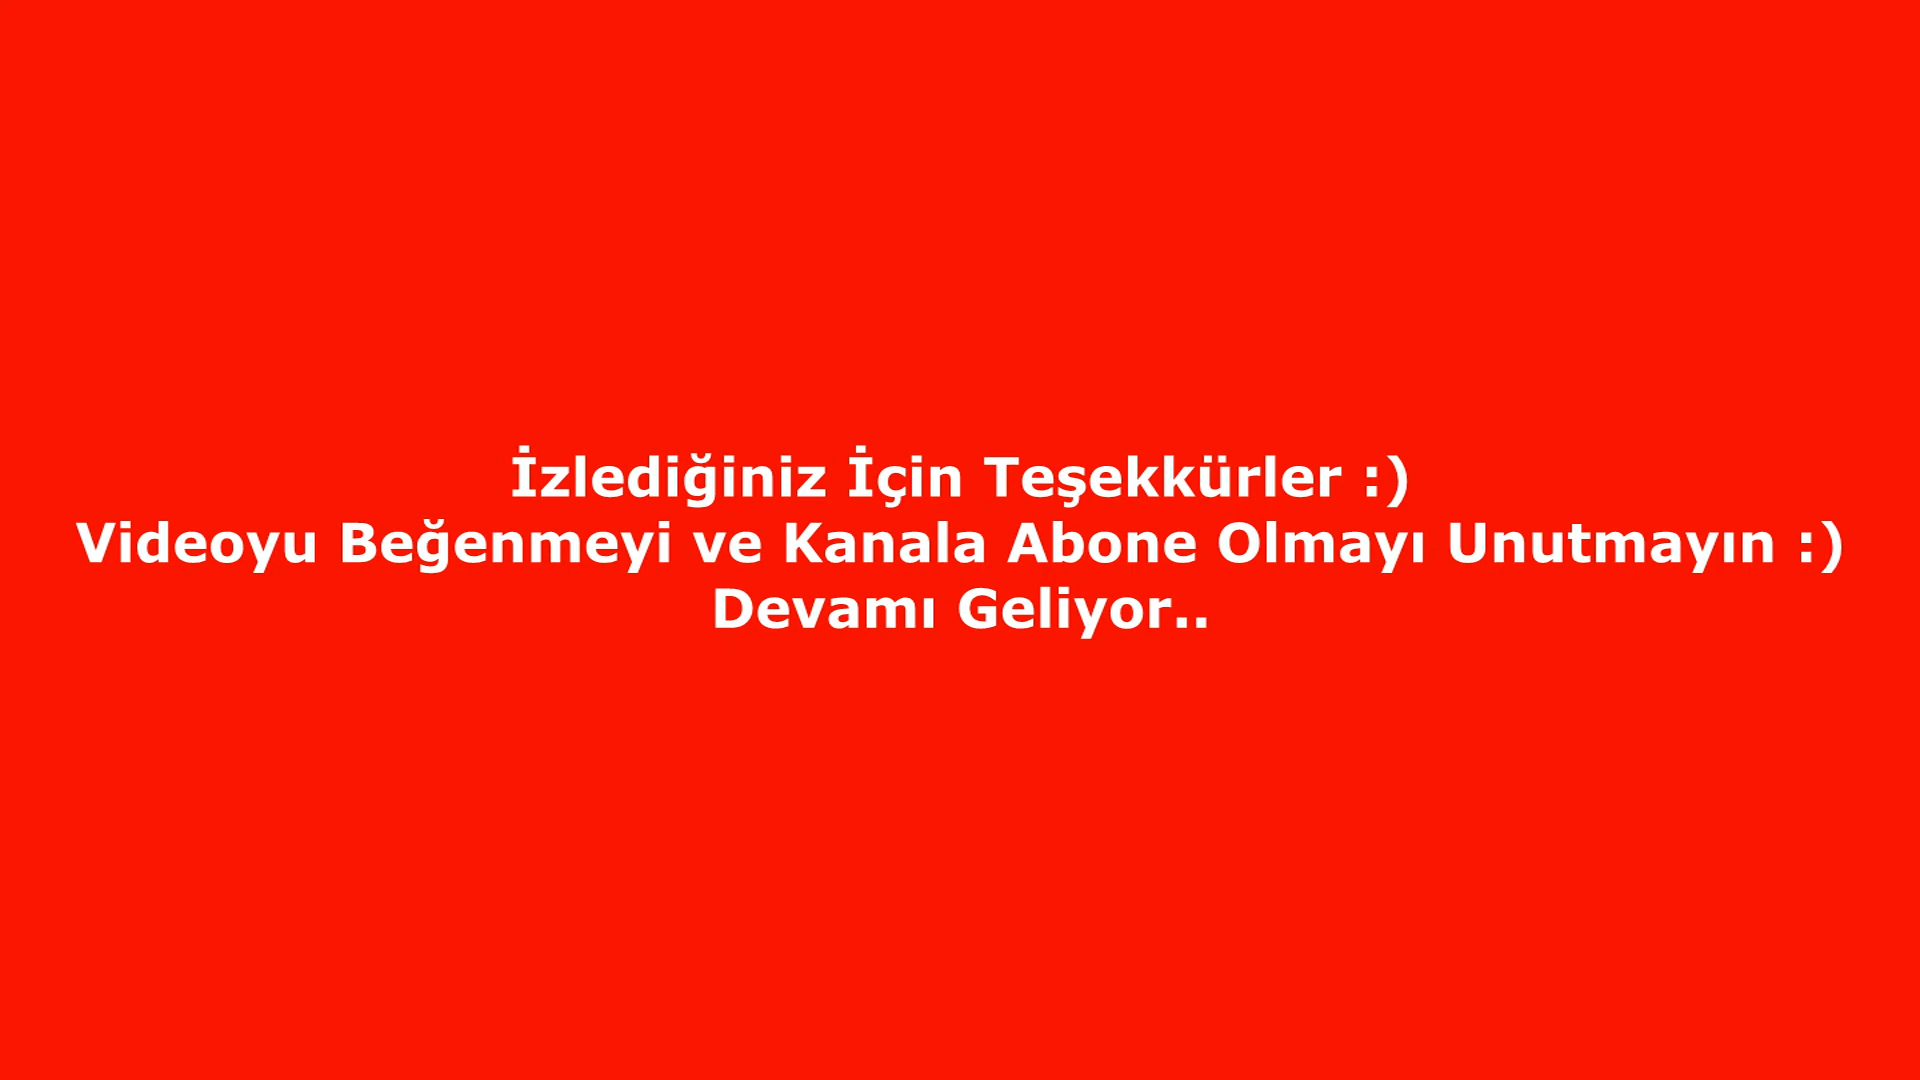 İzlediğiniz İçin Teşekkürler :)
Videoyu Beğenmeyi ve Kanala Abone Olmayı Unutmayın :)
Devamı Geliyor..